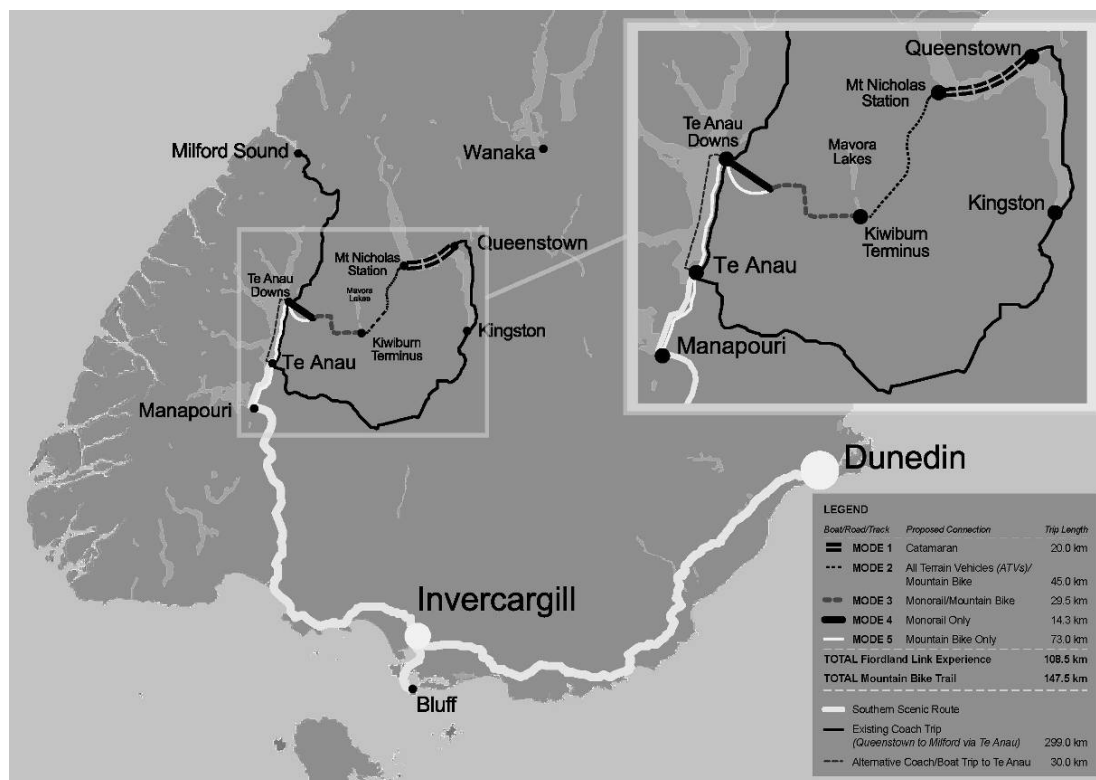 Milford Sound
Wanaka
Queenstown
Mt Nicholas
Station
Te Anau
Downs
Mavora
Lakes
Kiwiburn
Terminus
Kingston
Te Anau
Manapouri
Queenstown
Mt Nicholas
Station
Te Anau
Downs
Mavora
Lakes
Kingston
Kiwiburn
Terminus
Te Anau
Manapouri
Dunedin
Invercargill
Bluff
LEGEND
Boat/Road/Track Proposed Connection Trip Length
MODE 1 Catamaran 20.0 km
MODE 2 All Terrain Vehicles (ATVs)/
Mountain Bike 45.0 km
MODE 3 Monorail/Mountain Bike 29.5 km
MODE 4 Monorail Only 14.3 km
MODE 5 Mountain Bike Only 73.0 km
TOTAL Fiordland Link Experience 108.5 km
TOTAL Mountain Bike Trail 147.5 km
Southern Scenic Route
Existing Coach Trip
(Queenstown to Milford via Te Anau) 299.0 km
Alternative Coach/Boat Trip to Te Anau 30.0 km